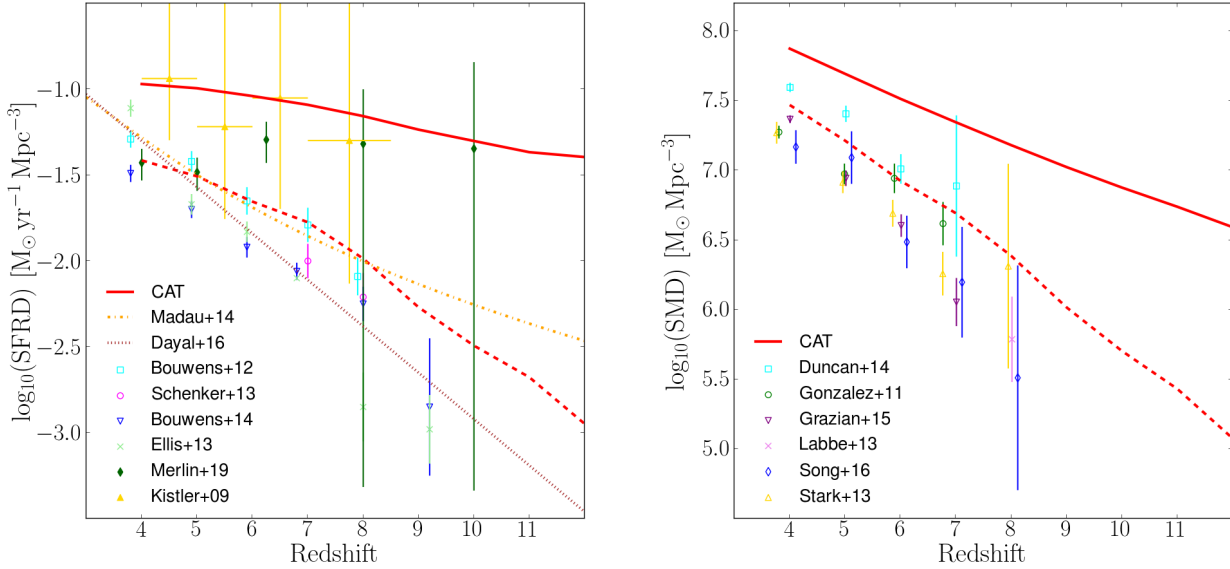 log₁₀(SFRD) [M⊙ yr⁻¹ Mpc⁻³]
−1.0
−1.5
−2.0
−2.5
−3.0
CAT
Madau+14
Dayal+16
Bouwens+12
Schenker+13
Bouwens+14
Ellis+13
Merlin+19
Kistler+09
4 5 6 7 8 9 10 11
Redshift
log₁₀(SMD) [M⊙ Mpc⁻³]
8.0
7.5
7.0
6.5
6.0
5.5
5.0
CAT
Duncan+14
Gonzalez+11
Grazian+15
Labbe+13
Song+16
Stark+13
4 5 6 7 8 9 10 11
Redshift